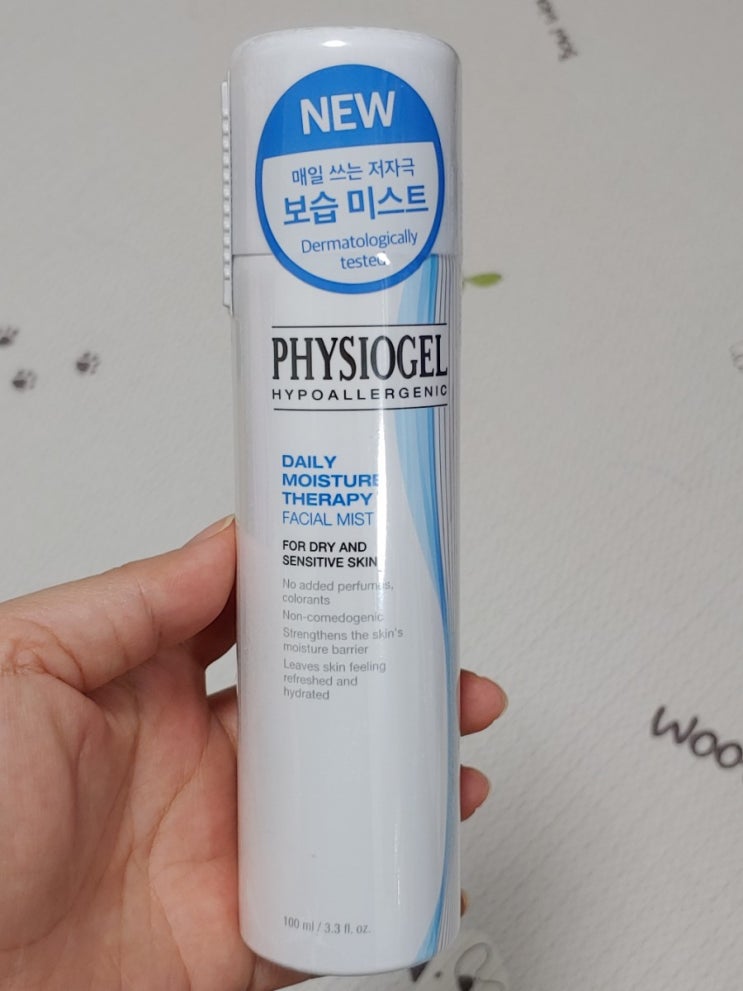 NEW
매일 쓰는 저자극
보습 미스트
Dermatologically
tested
PHYSIOGEL
HYPOALLERGENIC
DAILY
MOISTURE
THERAPY
FACIAL MIST
FOR DRY AND
SENSITIVE SKIN
No added perfumes,
colorants
Non-comedogenic
Strengthens the skin's
moisture barrier
Leaves skin feeling
refreshed and
hydrated
100 ml / 3.3 fl. oz.
Woo